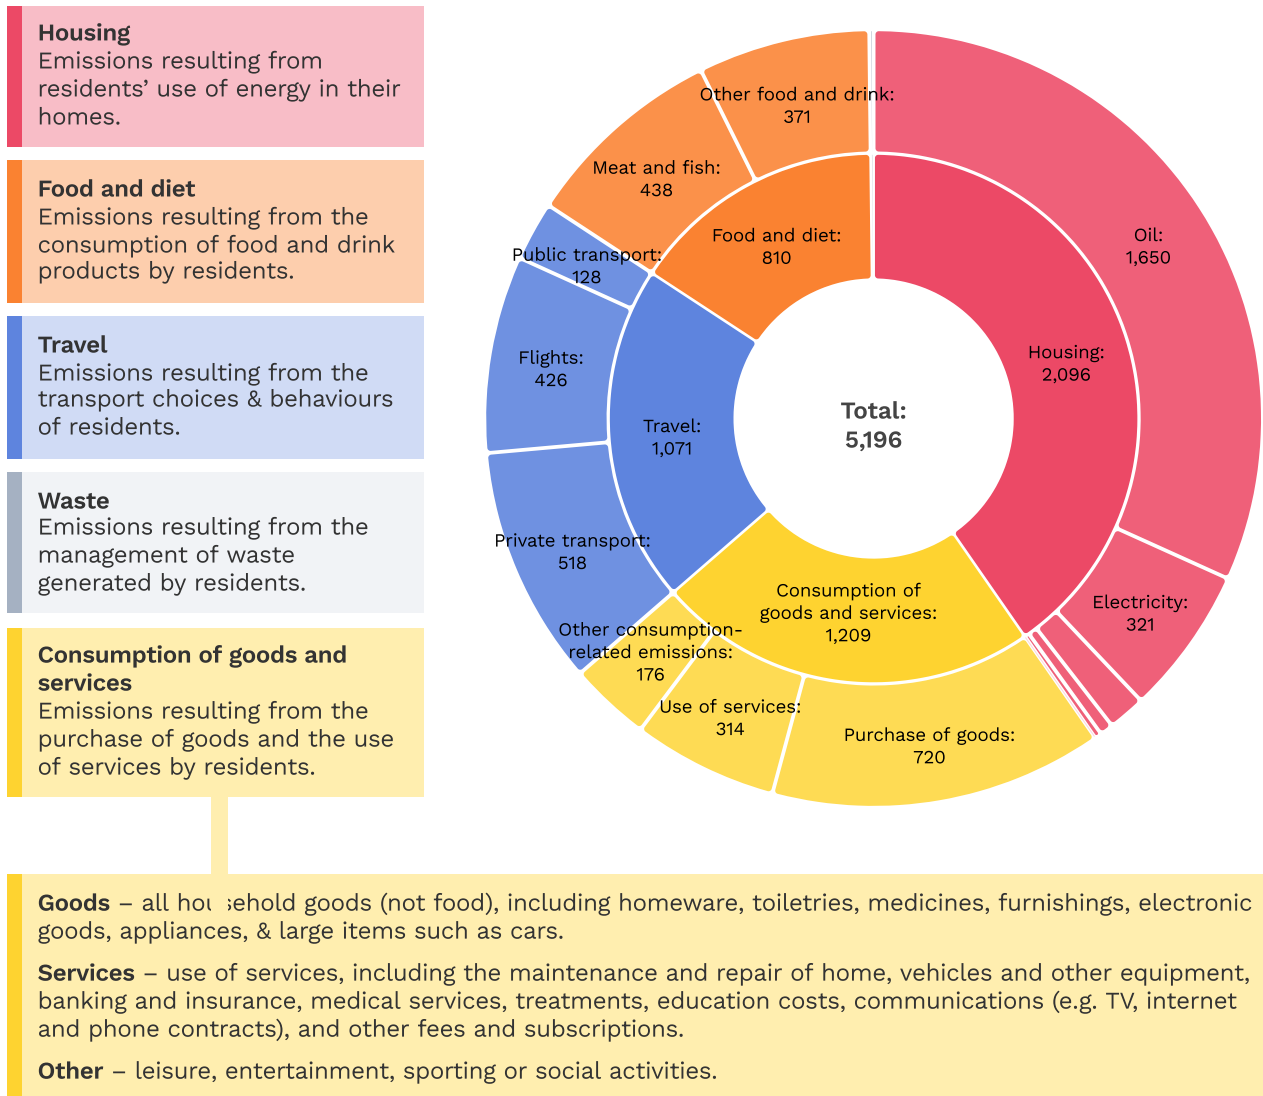 Housing
Emissions resulting from
residents’ use of energy in their
homes.
Food and diet
Emissions resulting from the
consumption of food and drink
products by residents.
Travel
Emissions resulting from the
transport choices & behaviours
of residents.
Waste
Emissions resulting from the
management of waste
generated by residents.
Consumption of goods and
services
Emissions resulting from the
purchase of goods and the use
of services by residents.
Other food and drink:
371
Meat and fish:
438
Food and diet:
810
Public transport:
128
Flights:
426
Travel:
1,071
Private transport:
518
Oil:
1,650
Housing:
2,096
Total:
5,196
Electricity:
321
Consumption of
goods and services:
1,209
Other consumption-
related emissions:
176
Use of services:
314
Purchase of goods:
720
Goods – all household goods (not food), including homeware, toiletries, medicines, furnishings, electronic
goods, appliances, & large items such as cars.
Services – use of services, including the maintenance and repair of home, vehicles and other equipment,
banking and insurance, medical services, treatments, education costs, communications (e.g. TV, internet
and phone contracts), and other fees and subscriptions.
Other – leisure, entertainment, sporting or social activities.